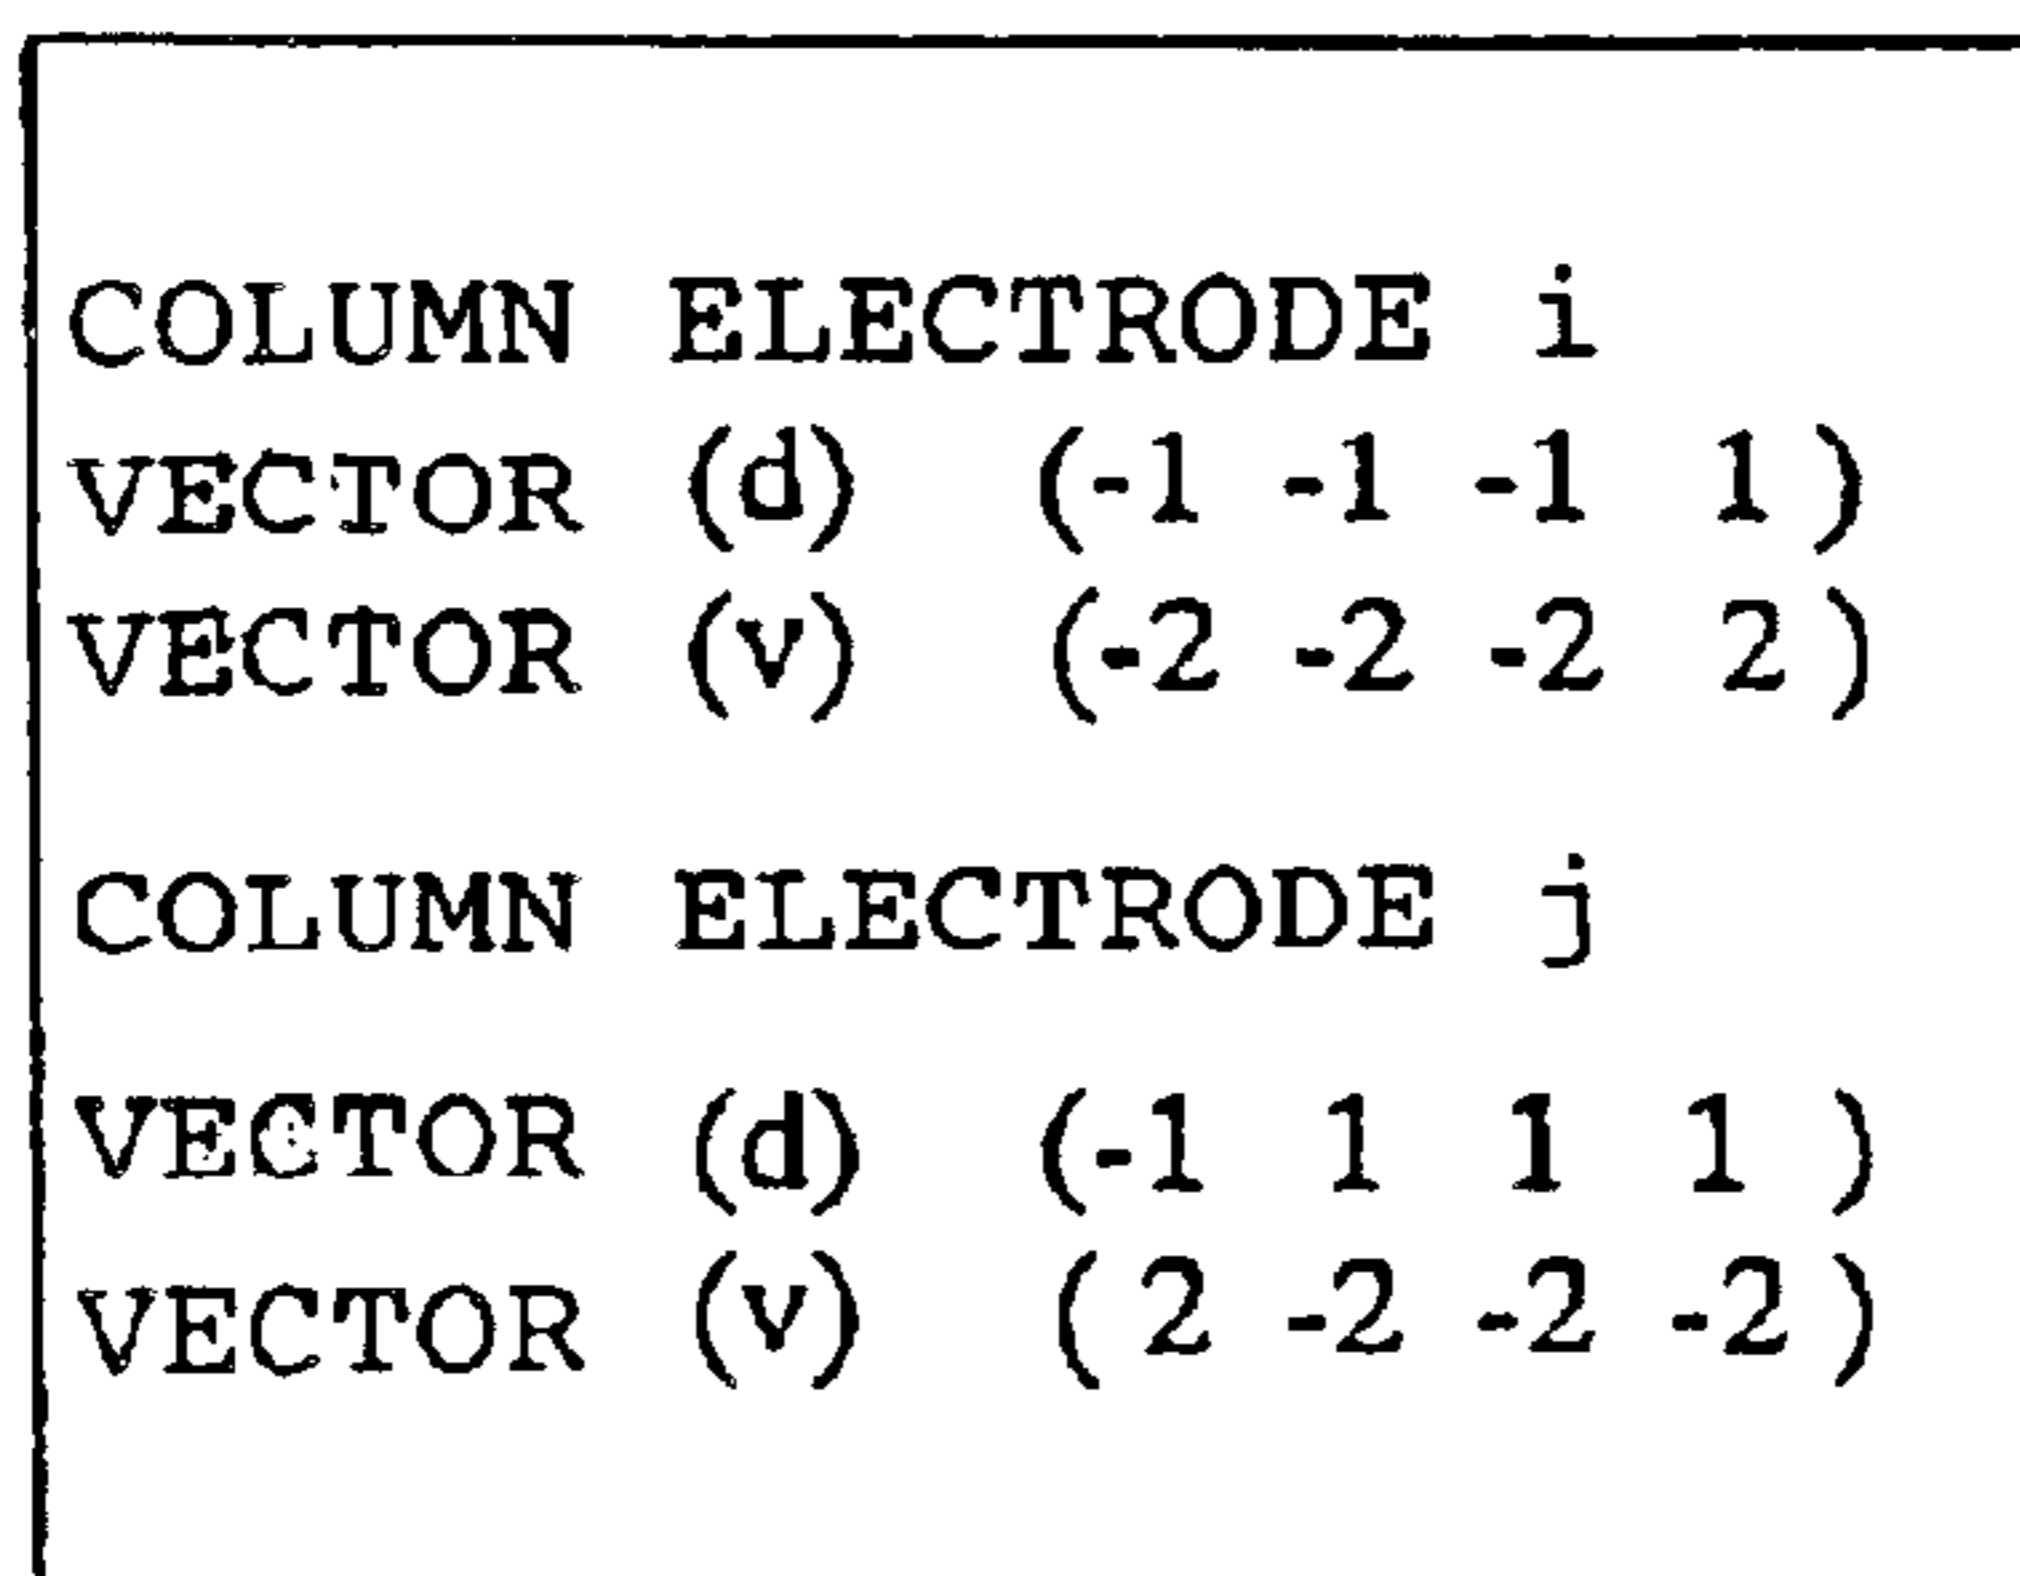 COLUMN ELECTRODE i
VECTOR (d) (-1 -1 -1 1)
VECTOR (v) (-2 -2 -2 2)
COLUMN ELECTRODE j
VECTOR (d) (-1 1 1 1 )
VECTOR (v) ( 2 -2 -2 -2)